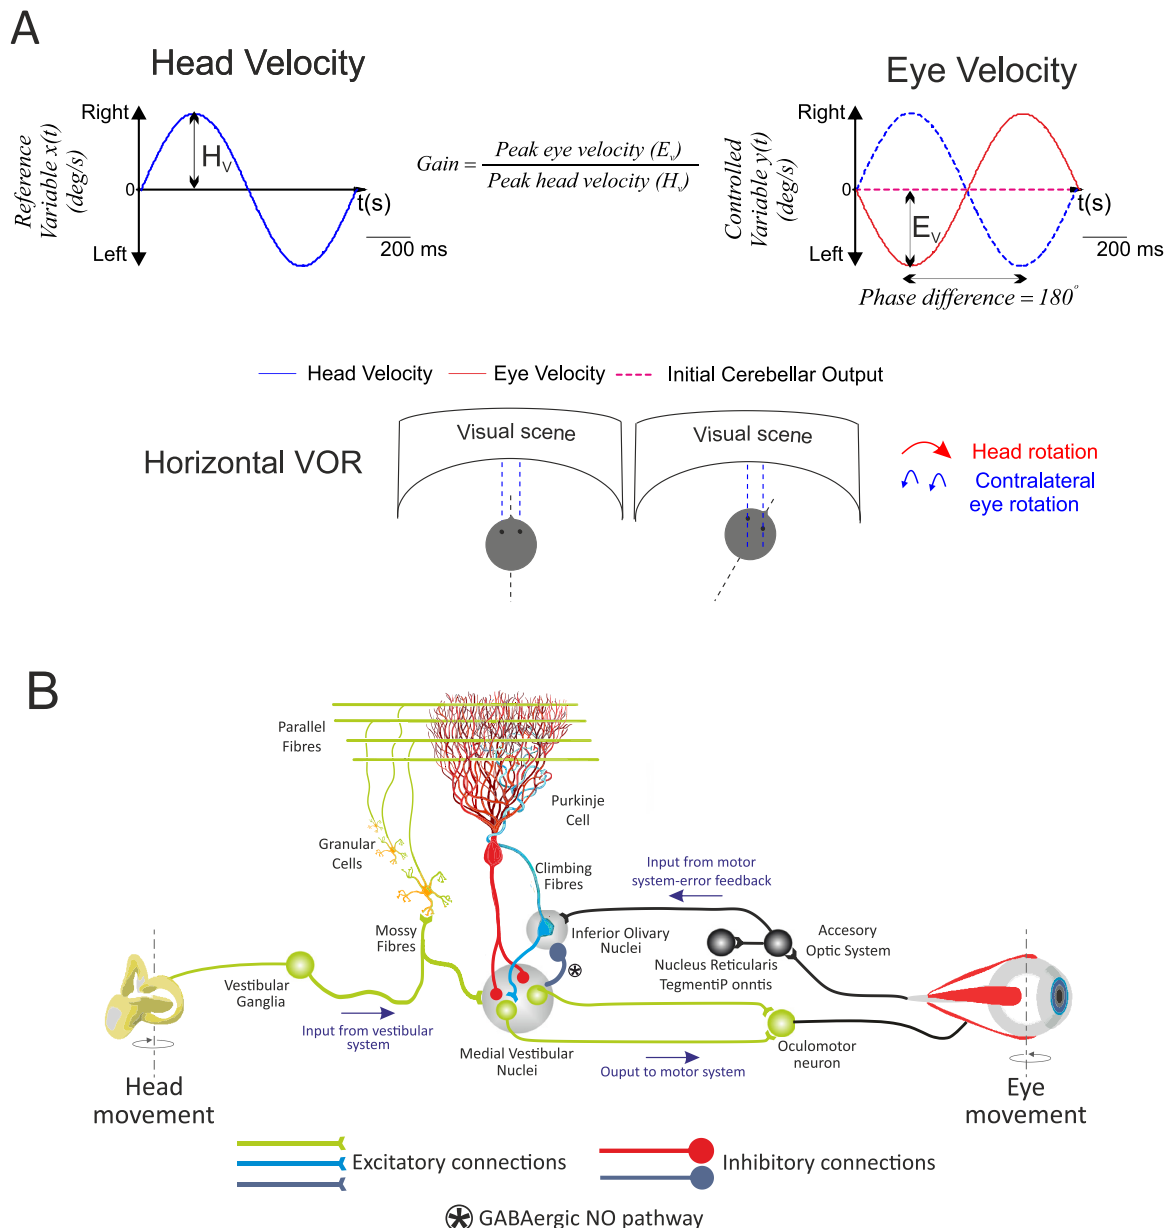 A
Head Velocity
Eye Velocity
Right
Reference
Variable x(t)
(deg/s)
0
Left
H_V
t(s)
200 ms
Gain = Peak eye velocity (E_v)
Peak head velocity (H_v)
Controlled
Variable y(t)
(deg/s)
Right
0
Left
E_V
t(s)
200 ms
Phase difference = 180°
Head Velocity
Eye Velocity
Initial Cerebellar Output
Horizontal VOR
Visual scene
Visual scene
Head rotation
Contralateral
eye rotation
B
Parallel
Fibres
Purkinje
Cell
Granular
Cells
Climbing
Fibres
Input from motor
system-error feedback
Mossy
Fibres
Inferior Olivary
Nuclei
Accesory
Optic System
Nucleus Reticularis
TegmentiP onntis
Vestibular
Ganglia
Input from vestibular
system
Medial Vestibular
Nuclei
Ouput to motor system
Oculomotor
neuron
Head
movement
Eye
movement
Excitatory connections
Inhibitory connections
GABAergic NO pathway